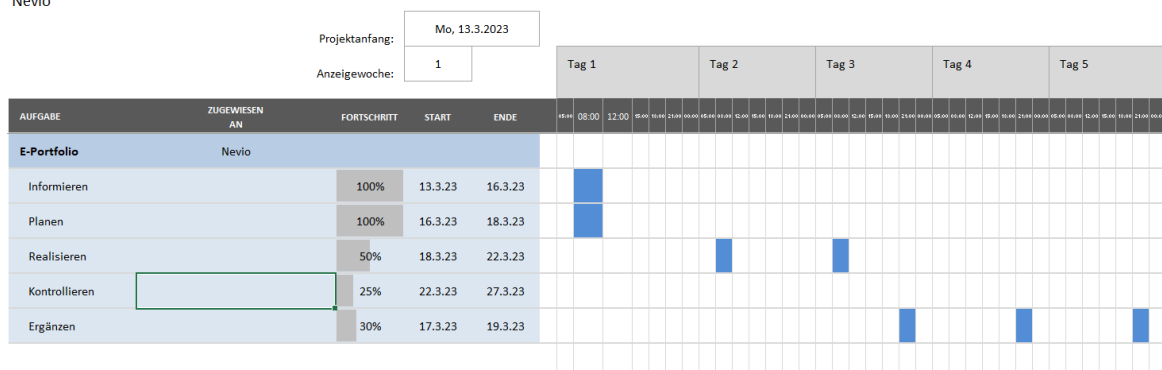 Nevio
Projektanfang: Mo, 13.3.2023
Anzeigewoche: 1
Tag 1 Tag 2 Tag 3 Tag 4 Tag 5
AUFGABE ZUGEWIESEN AN FORTSCHRITT START ENDE 05:00 08:00 12:00
E-Portfolio Nevio
Informieren 100% 13.3.23 16.3.23
Planen 100% 16.3.23 18.3.23
Realisieren 50% 18.3.23 22.3.23
Kontrollieren 25% 22.3.23 27.3.23
Ergänzen 30% 17.3.23 19.3.23